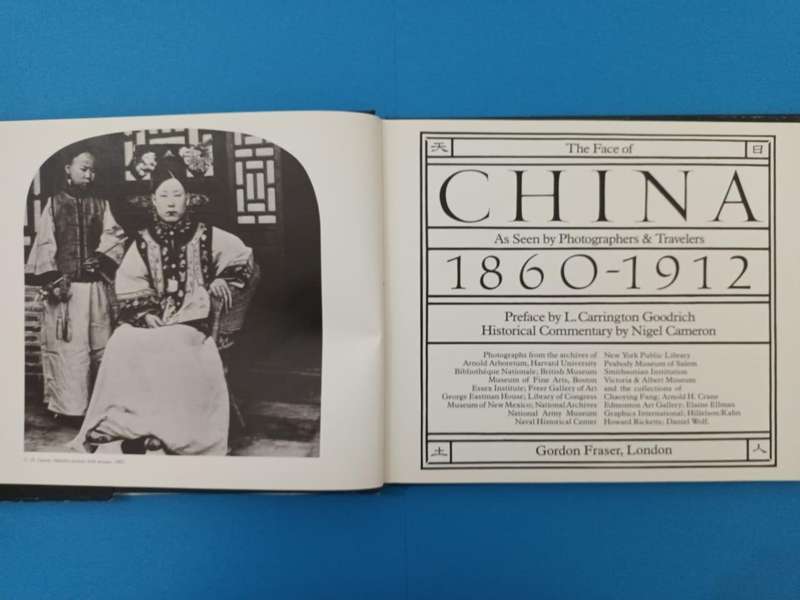 天
The Face of
日
CHINA
As Seen by Photographers & Travelers
1860-1912
Preface by L. Carrington Goodrich
Historical Commentary by Nigel Cameron
Photographs from the archives of
Arnold Arboretum, Harvard University
Bibliothèque Nationale; British Museum
Museum of Fine Arts, Boston
Essex Institute; Freer Gallery of Art
George Eastman House; Library of Congress
Museum of New Mexico; National Archives
National Army Museum
Naval Historical Center
New York Public Library
Peabody Museum of Salem
Smithsonian Institution
Victoria & Albert Museum
and the collections of
Chaoying Fang; Arnold H. Crane
Edmonton Art Gallery; Elaine Ellman
Graphics International; Hillelson/Kahn
Howard Ricketts; Daniel Wolf.
土
Gordon Fraser, London
人